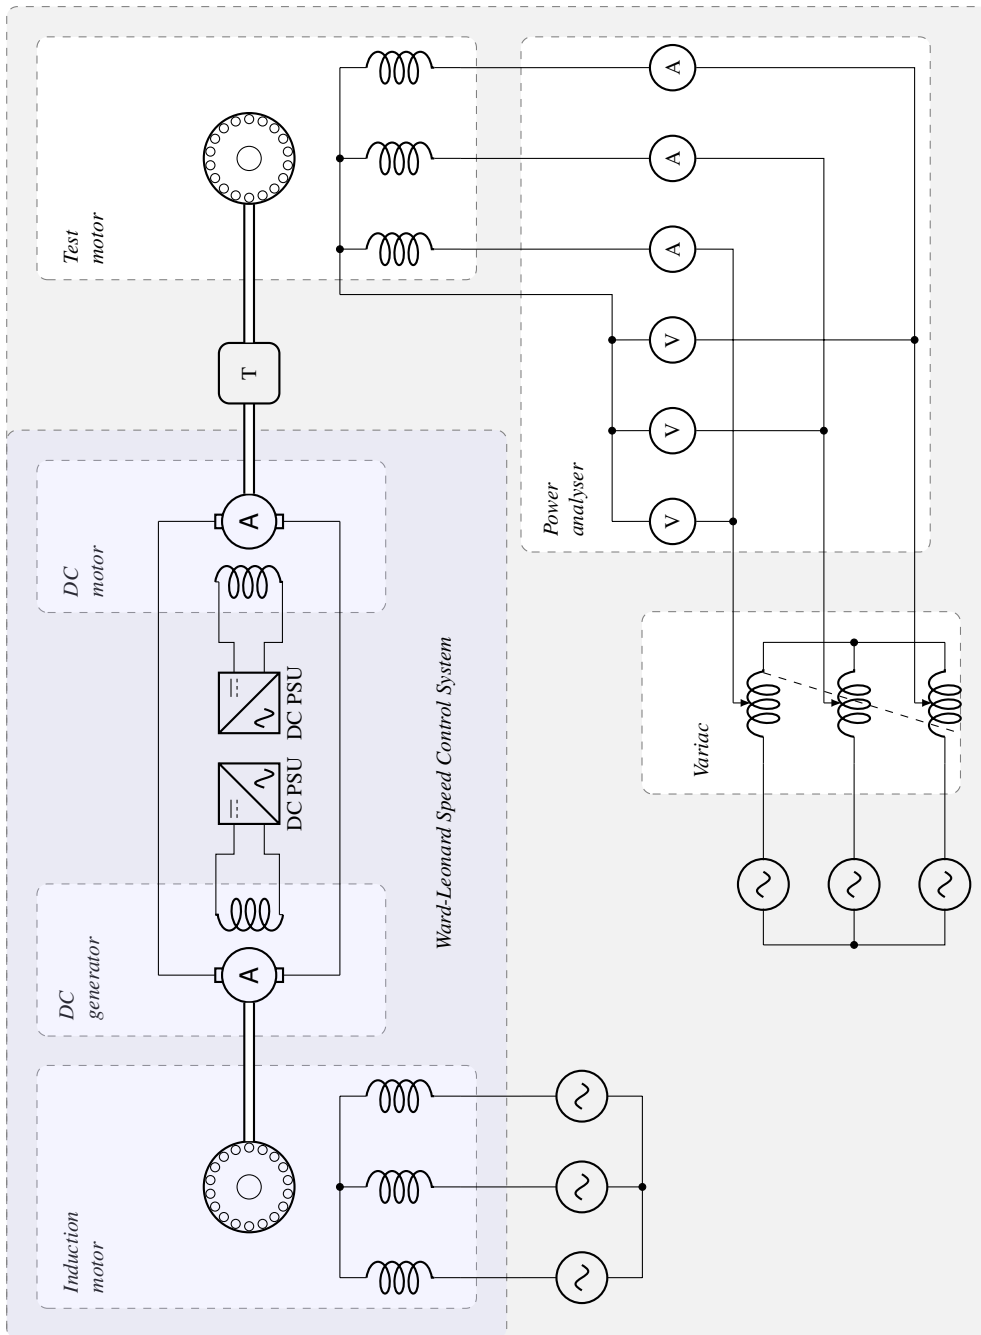 Test
motor
A
A
A
V
V
V
T
Power
analyser
DC
motor
A
DC PSU
DC PSU
Ward-Leonard Speed Control System
Variac
DC
generator
A
Induction
motor